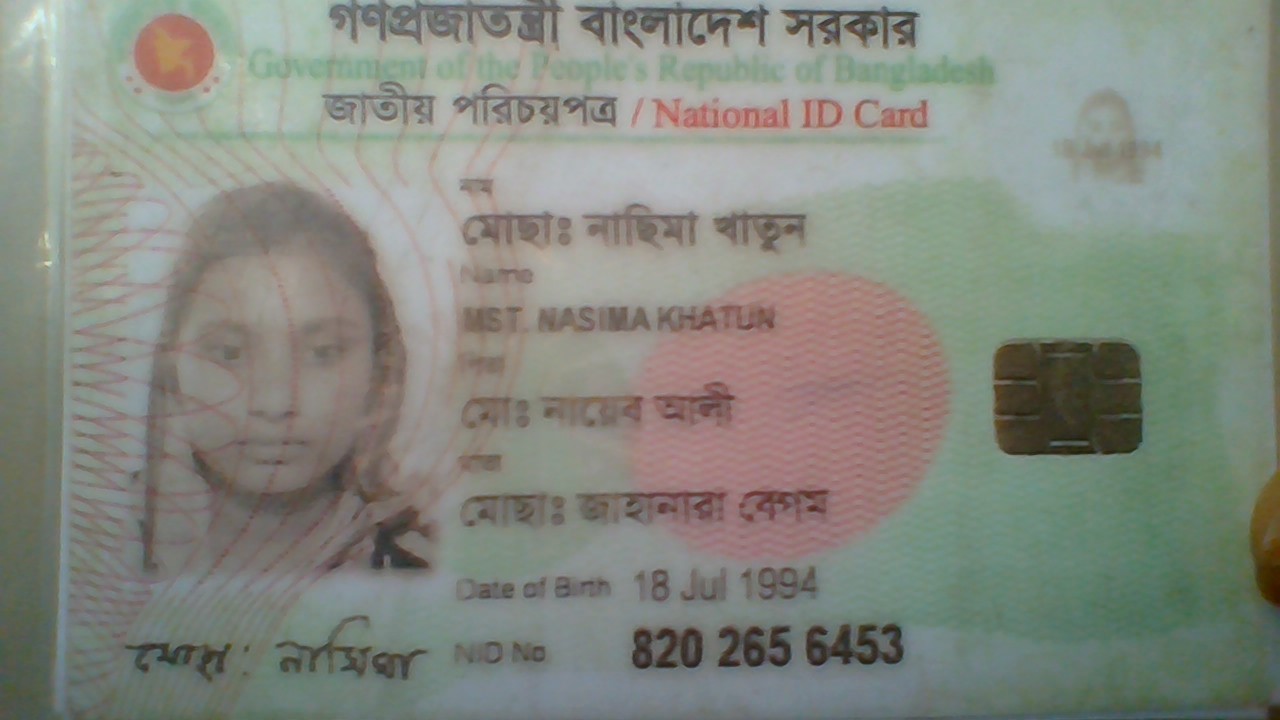 গণপ্রজাতন্ত্রী বাংলাদেশ সরকার
Government of the People's Republic of Bangladesh
জাতীয় পরিচয়পত্র / National ID Card
নাম
মোছাঃ নাছিমা খাতুন
Name
MST. NASIMA KHATUN
পিতা
মোঃ নায়েব আলী
মাতা
মোছাঃ জাহানারা বেগম
Date of Birth 18 Jul 1994
NID No 820 265 6453
মোছা: নাসিমা